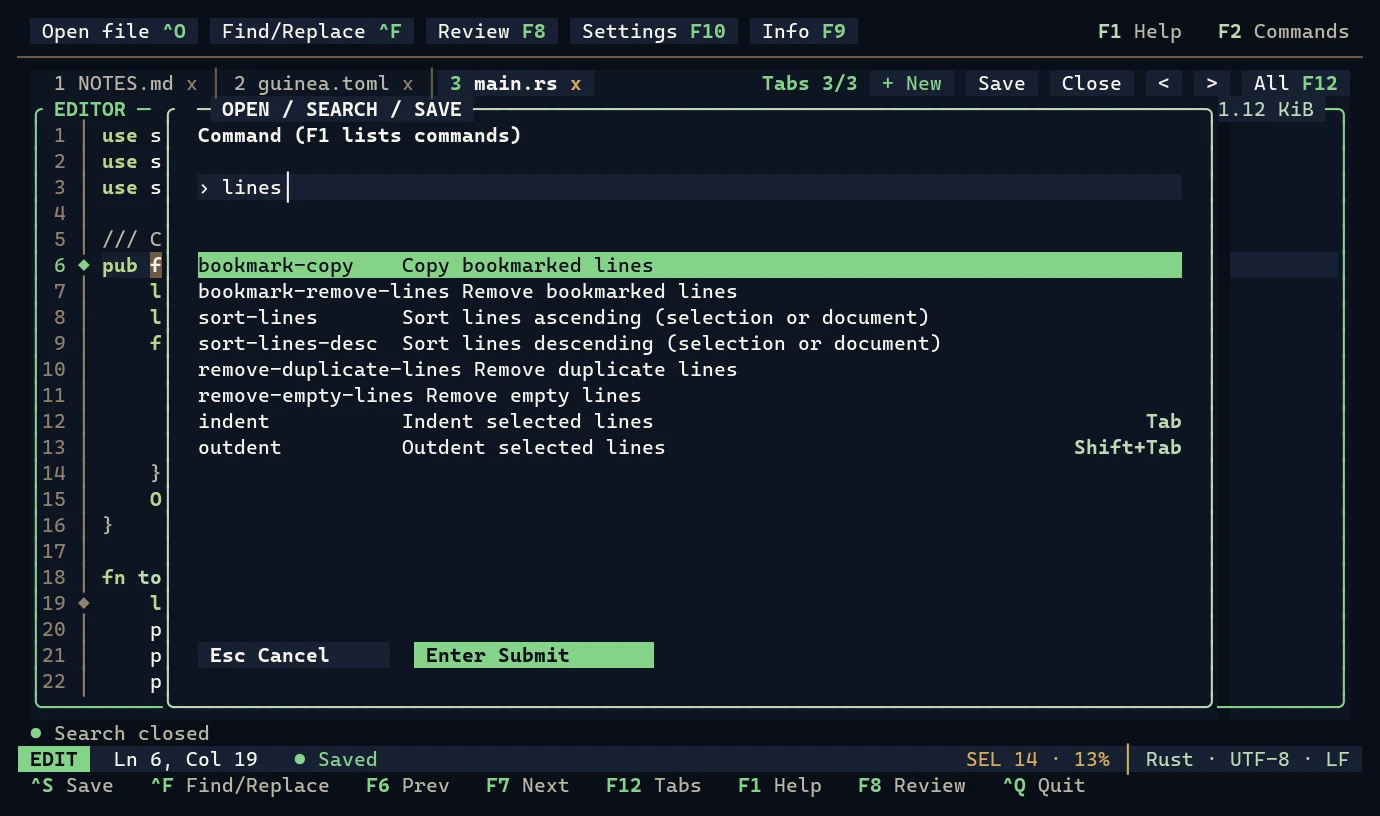 Open file ^O Find/Replace ^F Review F8 Settings F10 Info F9 F1 Help F2 Commands
1 NOTES.md x │ 2 guinea.toml x │ 3 main.rs x Tabs 3/3 + New Save Close < > All F12
EDITOR OPEN / SEARCH / SAVE 1.12 KiB
1 use s Command (F1 lists commands)
2 use s
3 use s › lines
4
5 /// C
6 ◆ pub f bookmark-copy Copy bookmarked lines
7 l bookmark-remove-lines Remove bookmarked lines
8 l sort-lines Sort lines ascending (selection or document)
9 f sort-lines-desc Sort lines descending (selection or document)
10 remove-duplicate-lines Remove duplicate lines
11 remove-empty-lines Remove empty lines
12 indent Indent selected lines Tab
13 outdent Outdent selected lines Shift+Tab
14 }
15 O
16 }
17
18 fn to
19 ◆ l
20 p
21 p Esc Cancel Enter Submit
22 p
● Search closed
EDIT Ln 6, Col 19 ● Saved SEL 14 · 13% │ Rust · UTF-8 · LF
^S Save ^F Find/Replace F6 Prev F7 Next F12 Tabs F1 Help F8 Review ^Q Quit